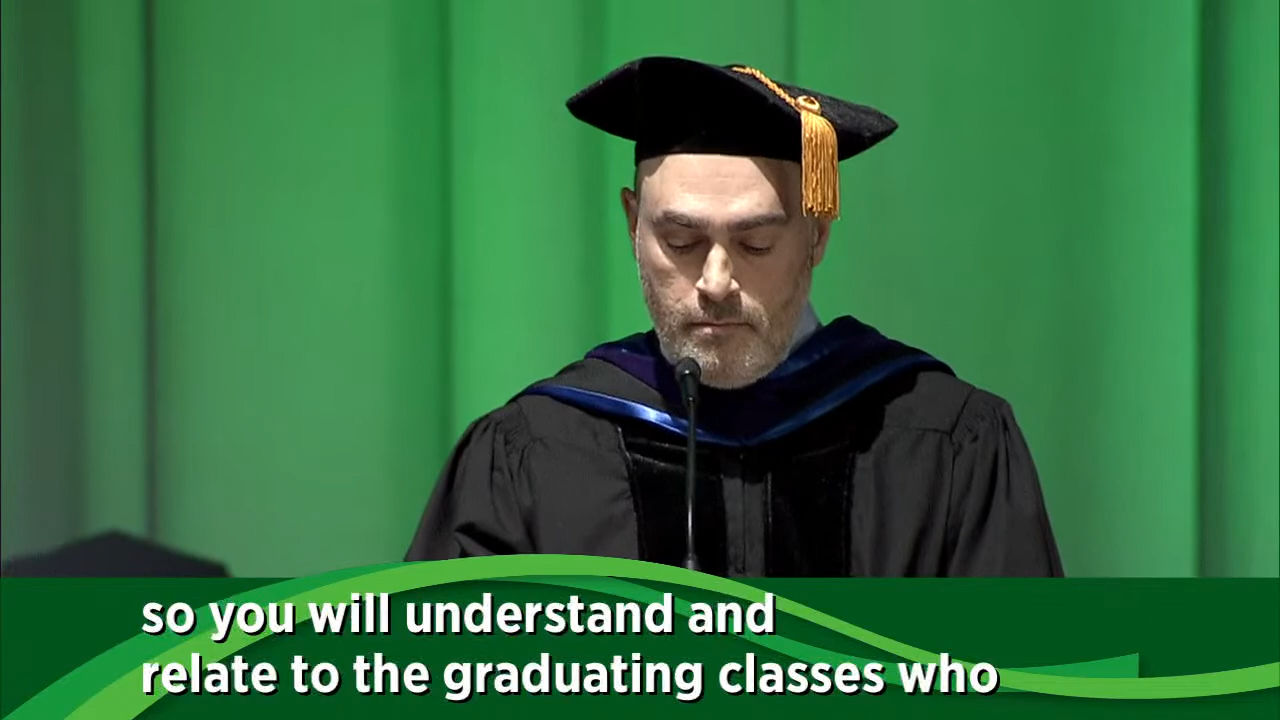 so you will understand and
relate to the graduating classes who